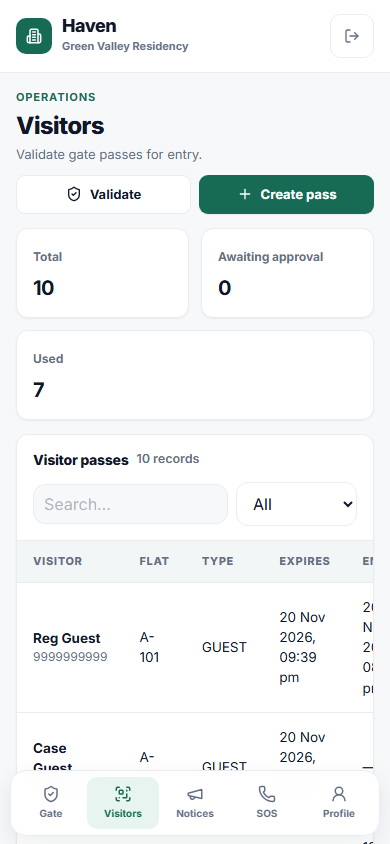 Haven
Green Valley Residency
OPERATIONS
Visitors
Validate gate passes for entry.
Validate
Create pass
Total
10
Awaiting approval
0
Used
7
Visitor passes 10 records
Search...
All
VISITOR FLAT TYPE EXPIRES
Reg Guest
9999999999
A-
101
GUEST
20 Nov
2026,
09:39
pm
Case
Guest
A-
GUEST
20 Nov
2026,
—
Gate
Visitors
Notices
SOS
Profile